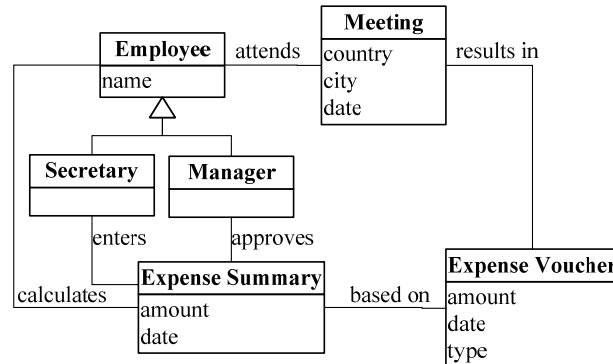 Employee
name
attends
Meeting
country
city
date
results in
Secretary
Manager
enters
approves
calculates
Expense Summary
amount
date
based on
Expense Voucher
amount
date
type